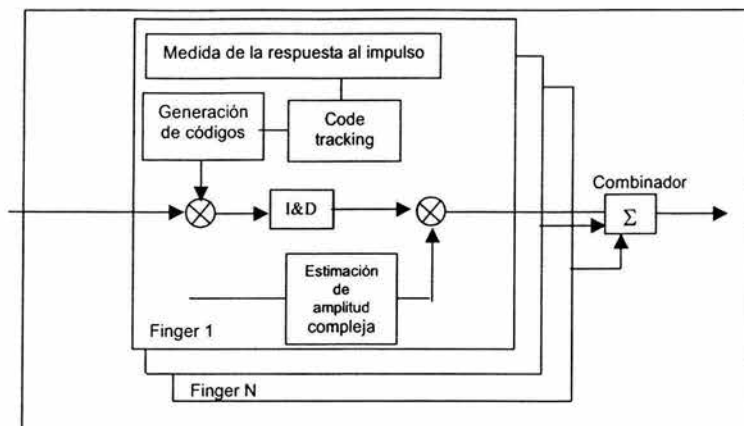 Medida de la respuesta al impulso
Generación
de códigos
Code
tracking
Combinador
I&D
Σ
Estimación
de
amplitud
compleja
Finger 1
Finger N